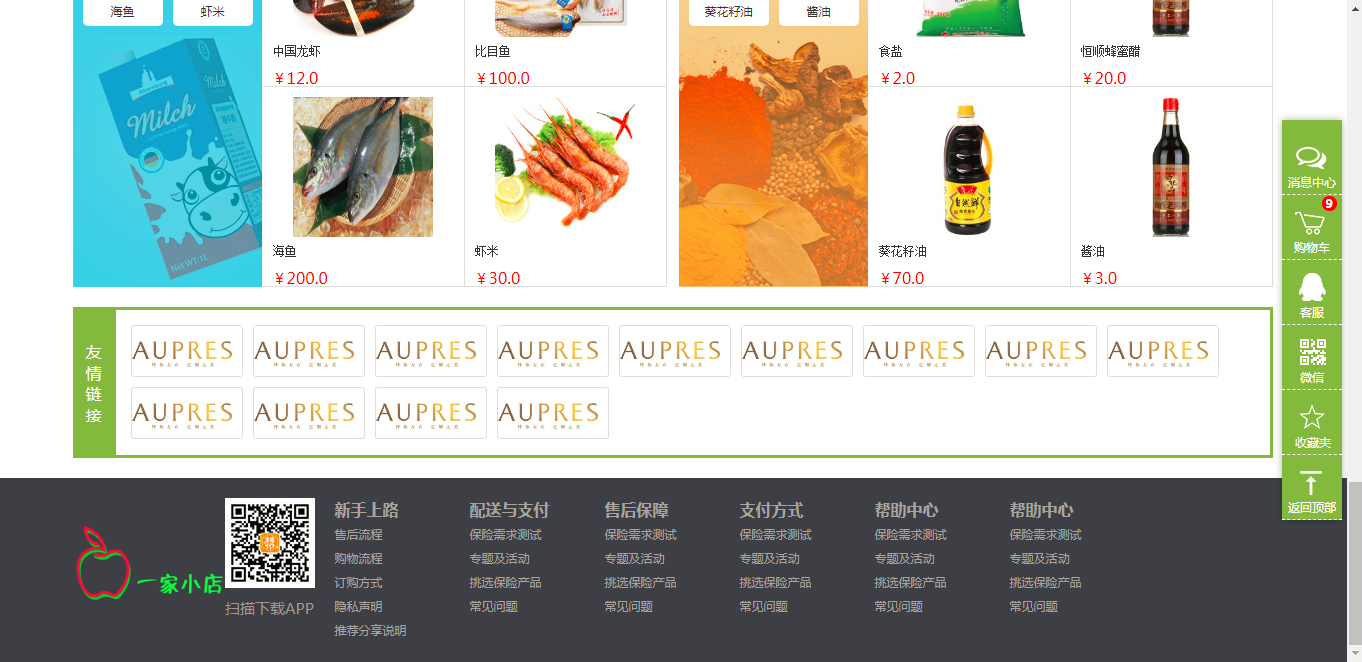 海鱼 虾米 葵花籽油 酱油
中国龙虾 比目鱼 食盐 恒顺蜂蜜醋
￥12.0 ￥100.0 ￥2.0 ￥20.0
Milch
Milch
Net WT:1L
自然鲜
海鱼 虾米 葵花籽油 酱油
￥200.0 ￥30.0 ￥70.0 ￥3.0
消息中心
9
购物车
客服
微信
收藏夹
返回顶部
友情链接
AUPRES AUPRES AUPRES AUPRES AUPRES AUPRES AUPRES AUPRES AUPRES
AUPRES AUPRES AUPRES AUPRES
一家小店
扫描下载APP
新手上路
售后流程
购物流程
订购方式
隐私声明
推荐分享说明
配送与支付
保险需求测试
专题及活动
挑选保险产品
常见问题
售后保障
保险需求测试
专题及活动
挑选保险产品
常见问题
支付方式
保险需求测试
专题及活动
挑选保险产品
常见问题
帮助中心
保险需求测试
专题及活动
挑选保险产品
常见问题
帮助中心
保险需求测试
专题及活动
挑选保险产品
常见问题